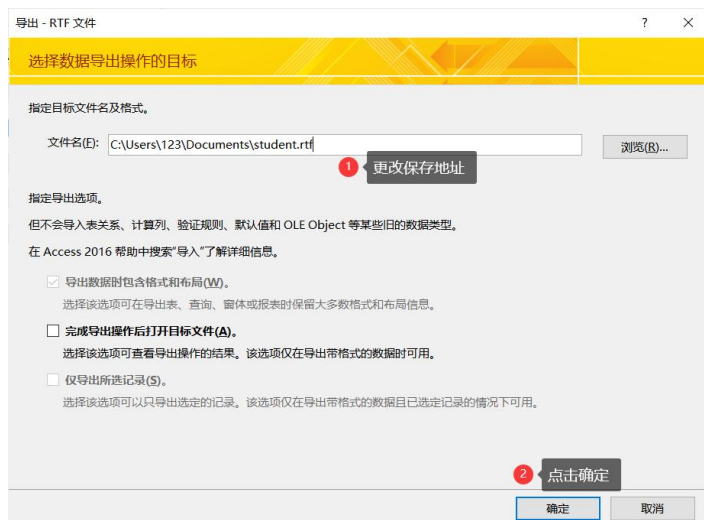 导出 - RTF 文件
? ×
选择数据导出操作的目标
指定目标文件名及格式。
文件名(F): C:\Users\123\Documents\student.rtf 浏览(R)...
1 更改保存地址
指定导出选项。
但不会导入表关系、计算列、验证规则、默认值和 OLE Object 等某些旧的数据类型。
在 Access 2016 帮助中搜索“导入”了解详细信息。
导出数据时包含格式和布局(W)。
选择该选项可在导出表、查询、窗体或报表时保留大多数格式和布局信息。
完成导出操作后打开目标文件(A)。
选择该选项可查看导出操作的结果。该选项仅在导出带格式的数据时可用。
仅导出所选记录(S)。
选择该选项可以只导出选定的记录。该选项仅在导出带格式的数据且已选定记录的情况下可用。
2 点击确定
确定 取消